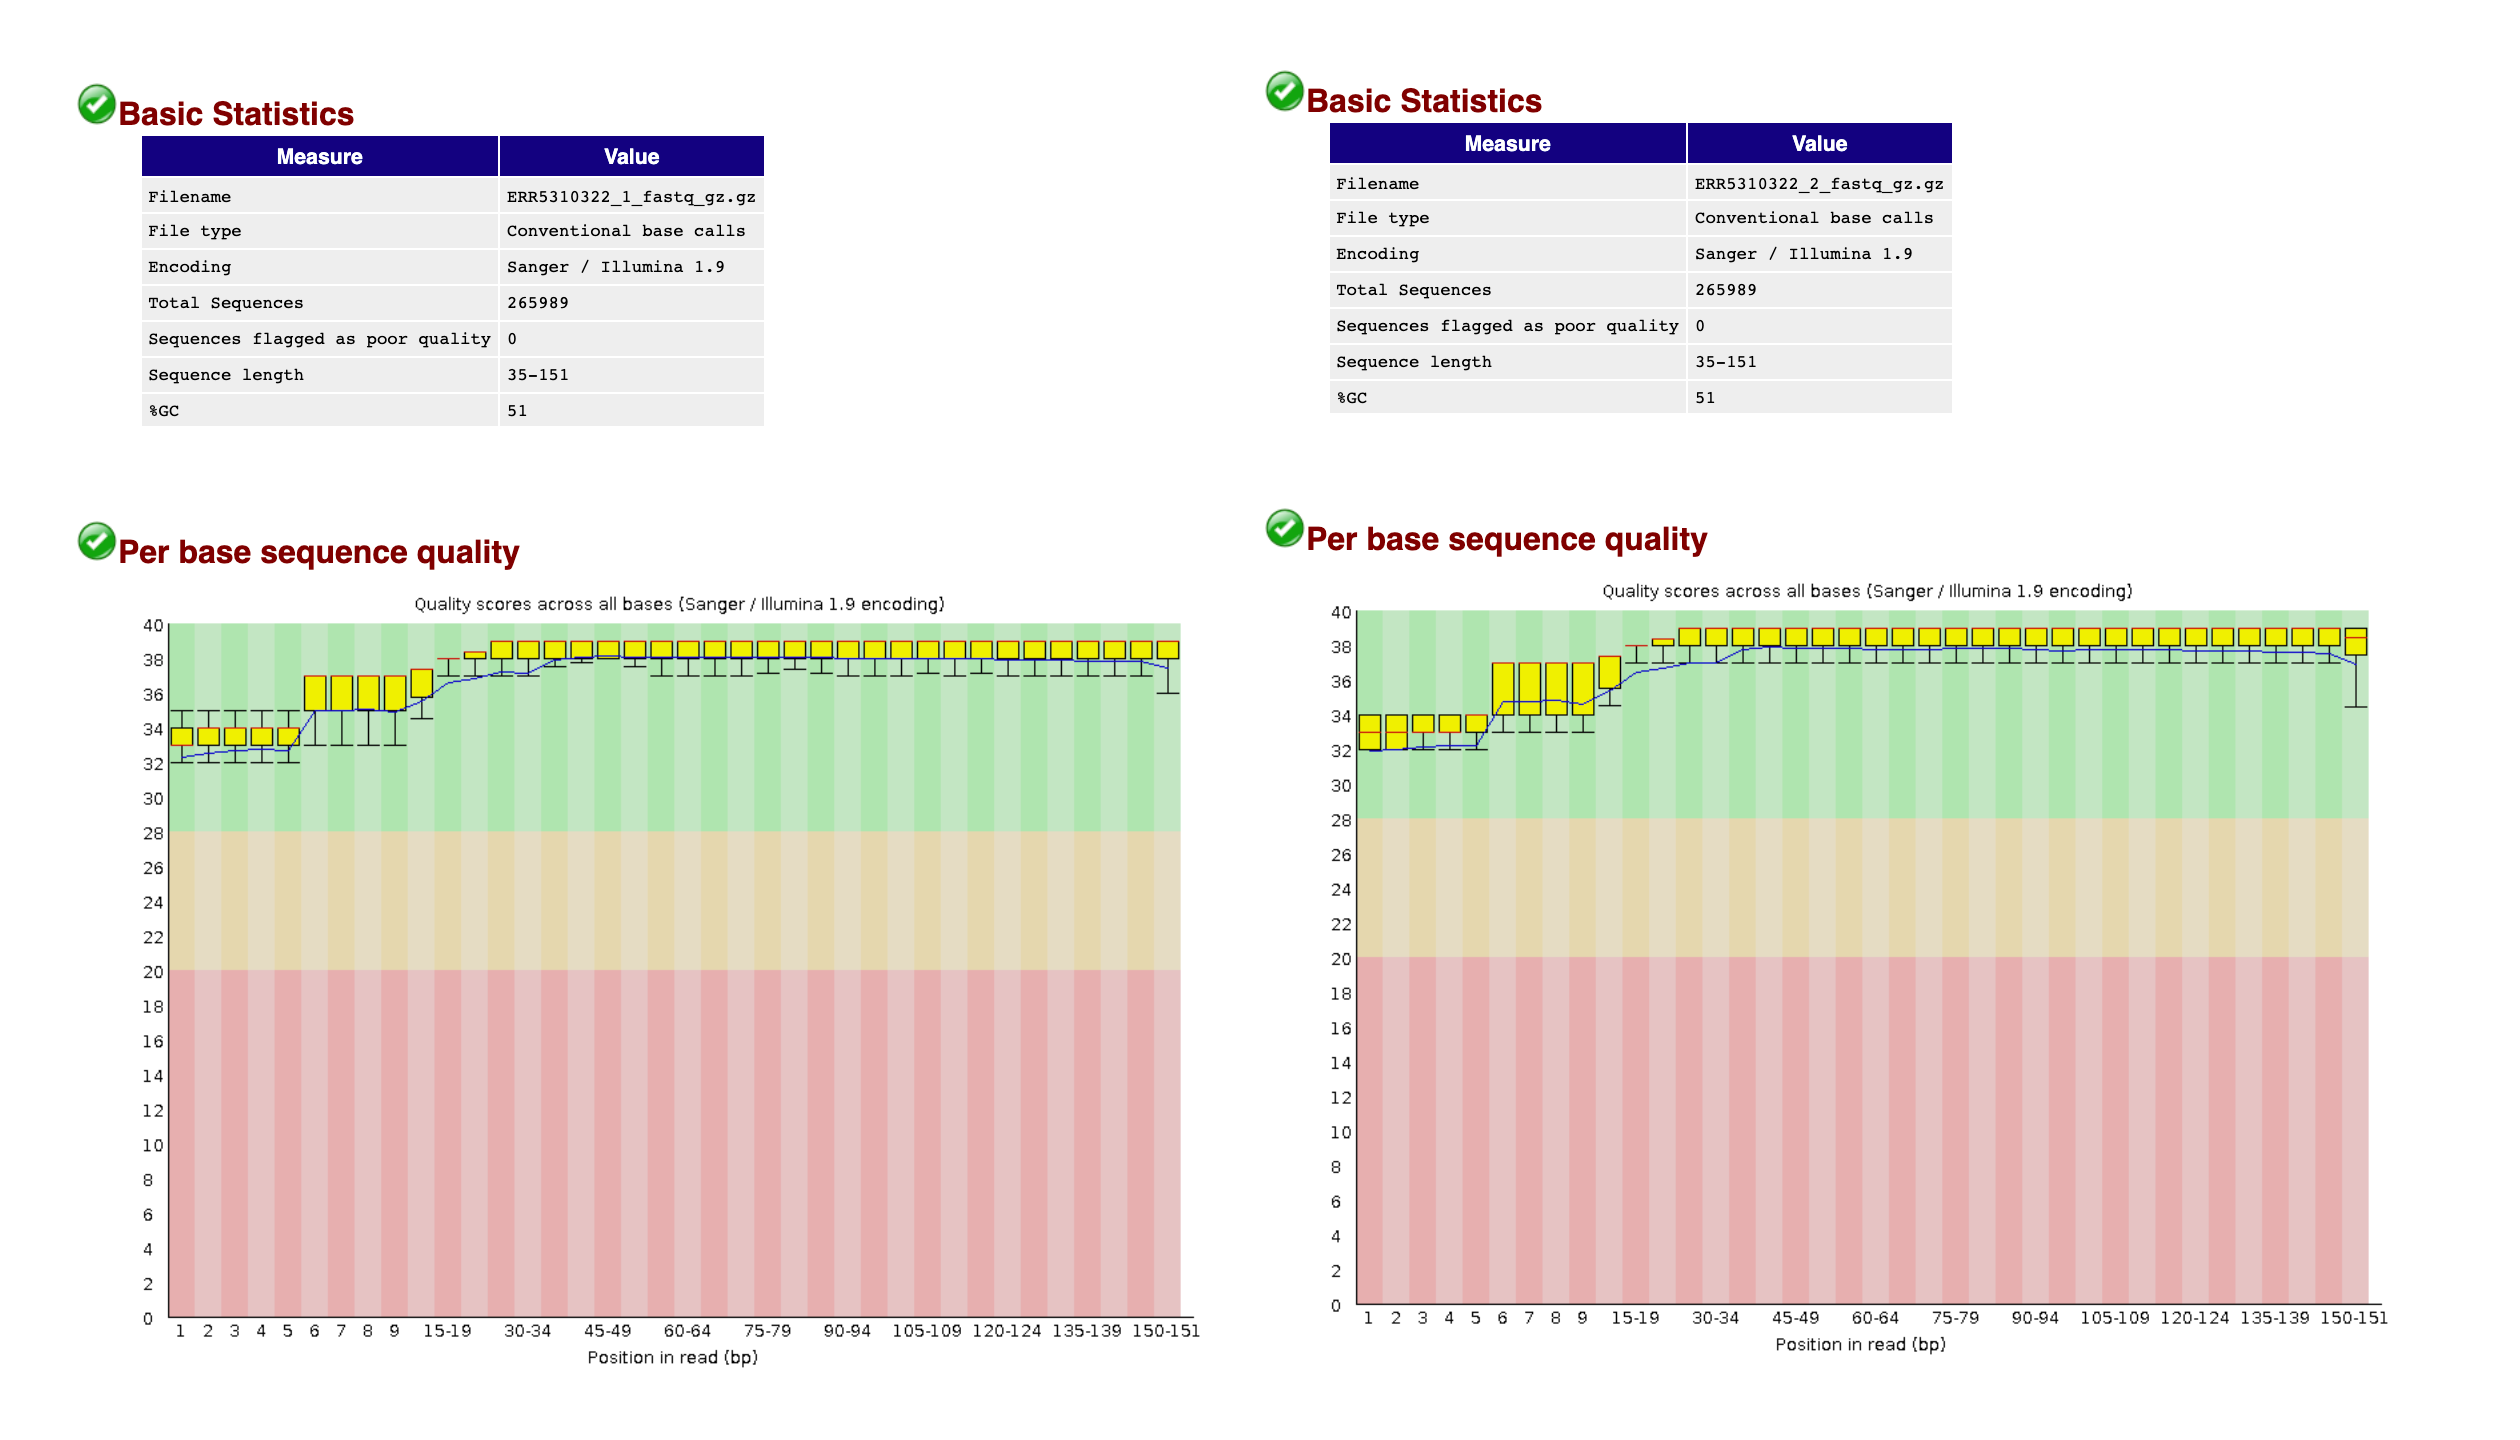 Basic Statistics
Measure Value
Filename ERR5310322_1_fastq_gz.gz
File type Conventional base calls
Encoding Sanger / Illumina 1.9
Total Sequences 265989
Sequences flagged as poor quality 0
Sequence length 35-151
%GC 51
Per base sequence quality
Quality scores across all bases (Sanger / Illumina 1.9 encoding)
40
38
36
34
32
30
28
26
24
22
20
18
16
14
12
10
8
6
4
2
0
1 2 3 4 5 6 7 8 9 15-19 30-34 45-49 60-64 75-79 90-94 105-109 120-124 135-139 150-151
Position in read (bp)
Basic Statistics
Measure Value
Filename ERR5310322_2_fastq_gz.gz
File type Conventional base calls
Encoding Sanger / Illumina 1.9
Total Sequences 265989
Sequences flagged as poor quality 0
Sequence length 35-151
%GC 51
Per base sequence quality
Quality scores across all bases (Sanger / Illumina 1.9 encoding)
40
38
36
34
32
30
28
26
24
22
20
18
16
14
12
10
8
6
4
2
0
1 2 3 4 5 6 7 8 9 15-19 30-34 45-49 60-64 75-79 90-94 105-109 120-124 135-139 150-151
Position in read (bp)